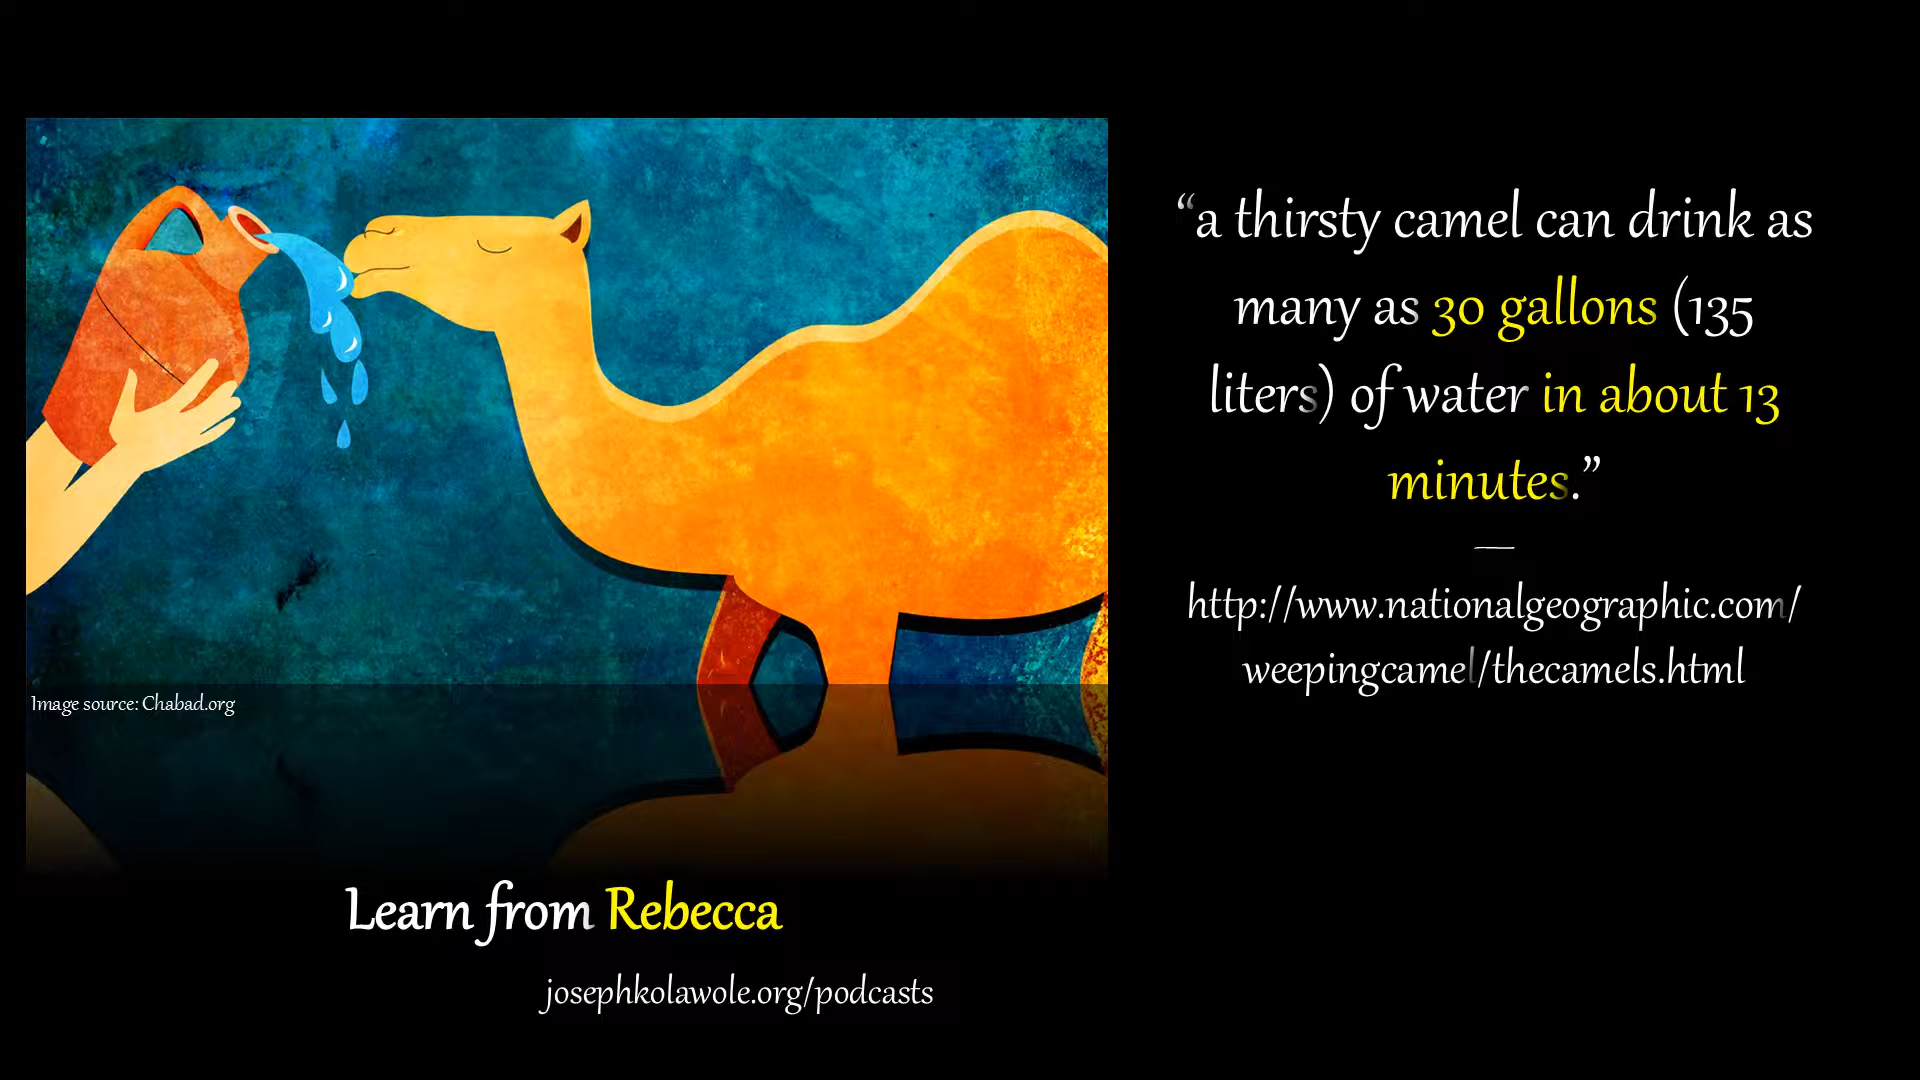 “a thirsty camel can drink as
many as 30 gallons (135
liters) of water in about 13
minutes.”
—
http://www.nationalgeographic.com/
weepingcamel/thecamels.html
Image source: Chabad.org
Learn from Rebecca
josephkolawole.org/podcasts